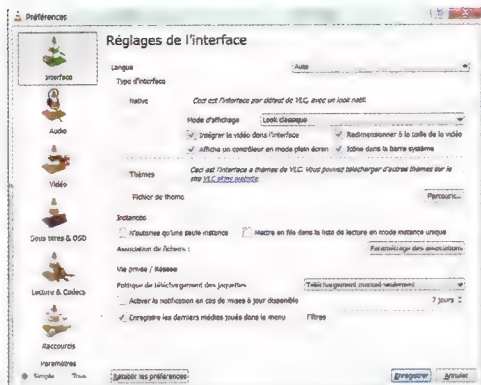 Préférences
Réglages de l'interface
Interface
Audio
Vidéo
Sous titres & OSD
Lecture & Codecs
Raccourcis
Paramètres
Simple Tous
Langue Auto
Type d'interface
Native Ceci est l'interface par défaut de VLC, avec un look natif.
Mode d'affichage Look classique
Intégrer la vidéo dans l'interface Redimensionner à la taille de la vidéo
Affiche un contrôleur en mode plein écran Icône dans la barre système
Thèmes Ceci est l'interface à thèmes de VLC. Vous pouvez télécharger d'autres thèmes sur le
site VLC skins website
Fichier de thème Parcourir...
Instances
N'autorise qu'une seule instance Mettre en file dans la liste de lecture en mode instance unique
Association de fichiers : Paramétrage des associations
Vie privée / Réseau
Politique de téléchargement des jaquettes Téléchargement manuel seulement
Activer la notification en cas de mises à jour disponible 7 jours
Enregistre les derniers médias joués dans le menu Filtres
Rétablir les préférences Enregistrer Annuler